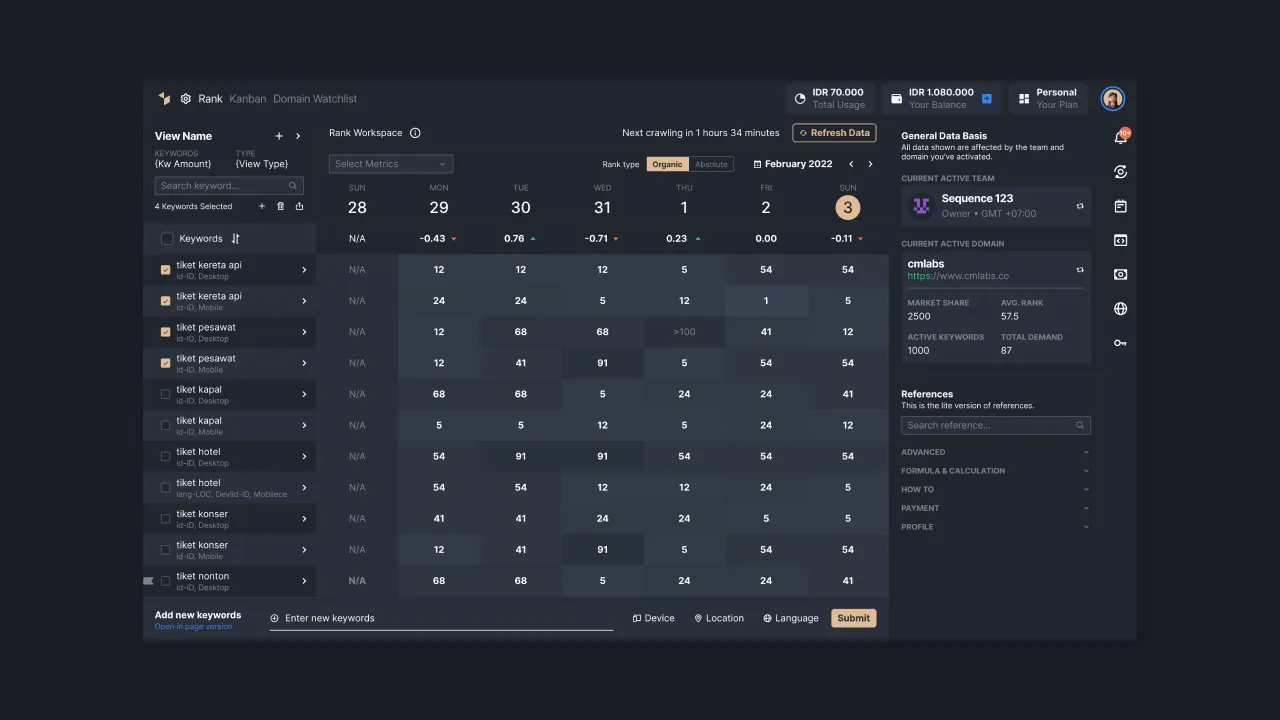 Rank Kanban Domain Watchlist
IDR 70.000
Total Usage
IDR 1.080.000
Your Balance
Personal
Your Plan
View Name
KEYWORDS
{Kw Amount}
TYPE
{View Type}
Search keyword...
4 Keywords Selected
Rank Workspace
Next crawling in 1 hours 34 minutes
Refresh Data
Select Metrics
Rank type
Organic
Absolute
February 2022
SUN MON TUE WED THU FRI SUN
28 29 30 31 1 2 3
Keywords N/A -0.43 0.76 -0.71 0.23 0.00 -0.11
tiket kereta api
id-ID, Desktop
N/A 12 12 12 5 54 54
tiket kereta api
id-ID, Mobile
N/A 24 24 5 12 1 5
tiket pesawat
id-ID, Desktop
N/A 12 68 68 >100 41 12
tiket pesawat
id-ID, Mobile
N/A 12 41 91 5 54 54
tiket kapal
id-ID, Desktop
N/A 68 68 5 24 24 41
tiket kapal
id-ID, Mobile
N/A 5 5 12 5 24 12
tiket hotel
id-ID, Desktop
N/A 54 91 91 54 54 54
tiket hotel
lang-LOC, Deviid-ID, Mobilece
N/A 54 54 12 12 24 5
tiket konser
id-ID, Desktop
N/A 41 41 24 24 5 5
tiket konser
id-ID, Mobile
N/A 12 41 91 5 54 54
tiket nonton
id-ID, Desktop
N/A 68 68 5 24 24 41
Add new keywords
Open in page version
Enter new keywords
Device
Location
Language
Submit
General Data Basis
All data shown are affected by the team and
domain you've activated.
CURRENT ACTIVE TEAM
Sequence 123
Owner • GMT +07:00
CURRENT ACTIVE DOMAIN
cmlabs
https://www.cmlabs.co
MARKET SHARE
2500
AVG. RANK
57.5
ACTIVE KEYWORDS
1000
TOTAL DEMAND
87
References
This is the lite version of references.
Search reference...
ADVANCED
FORMULA & CALCULATION
HOW TO
PAYMENT
PROFILE
10+